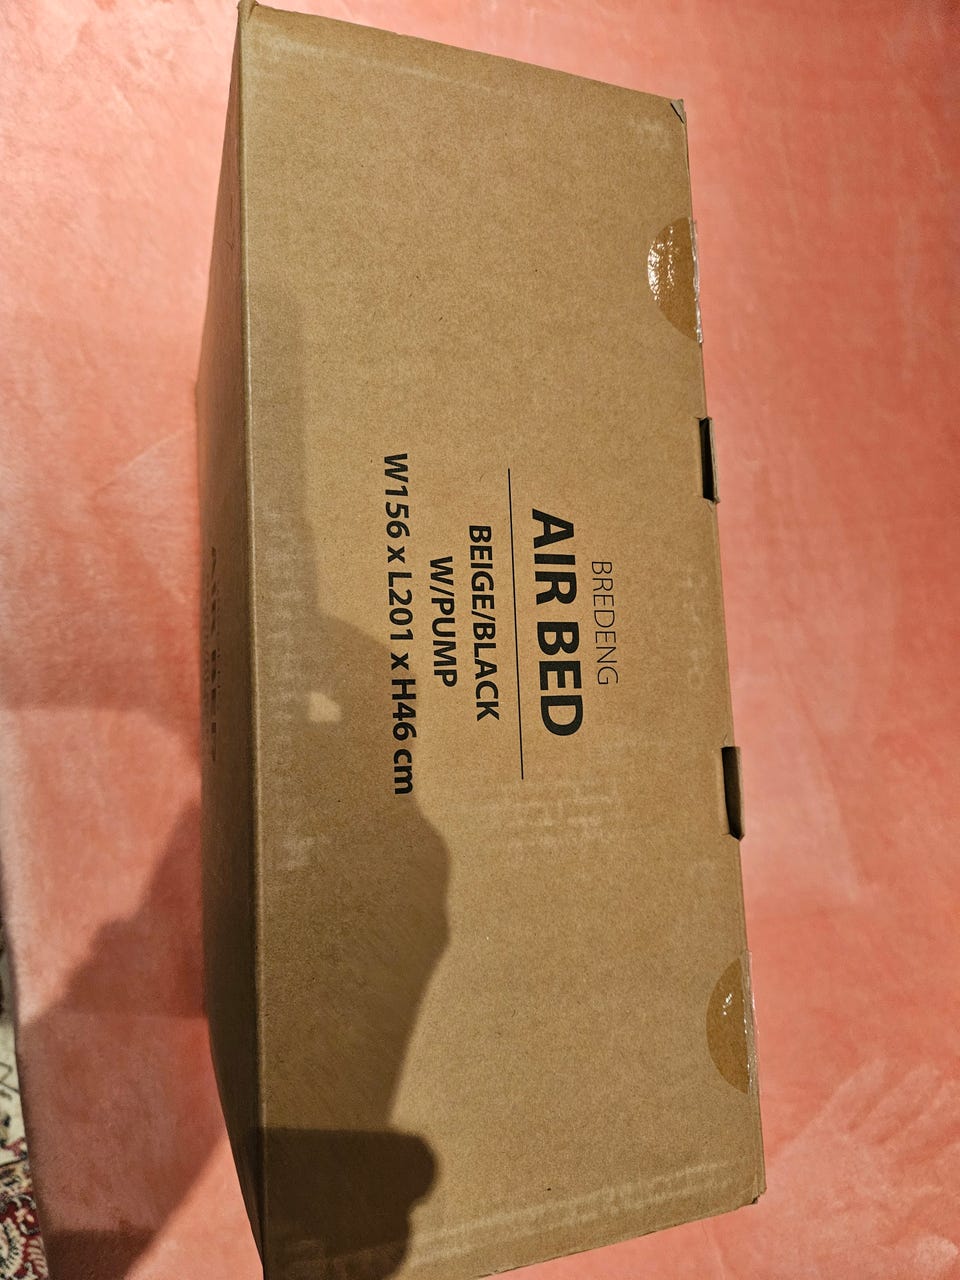 BREDENG
AIR BED
BEIGE/BLACK
W/PUMP
W156 x L201 x H46 cm